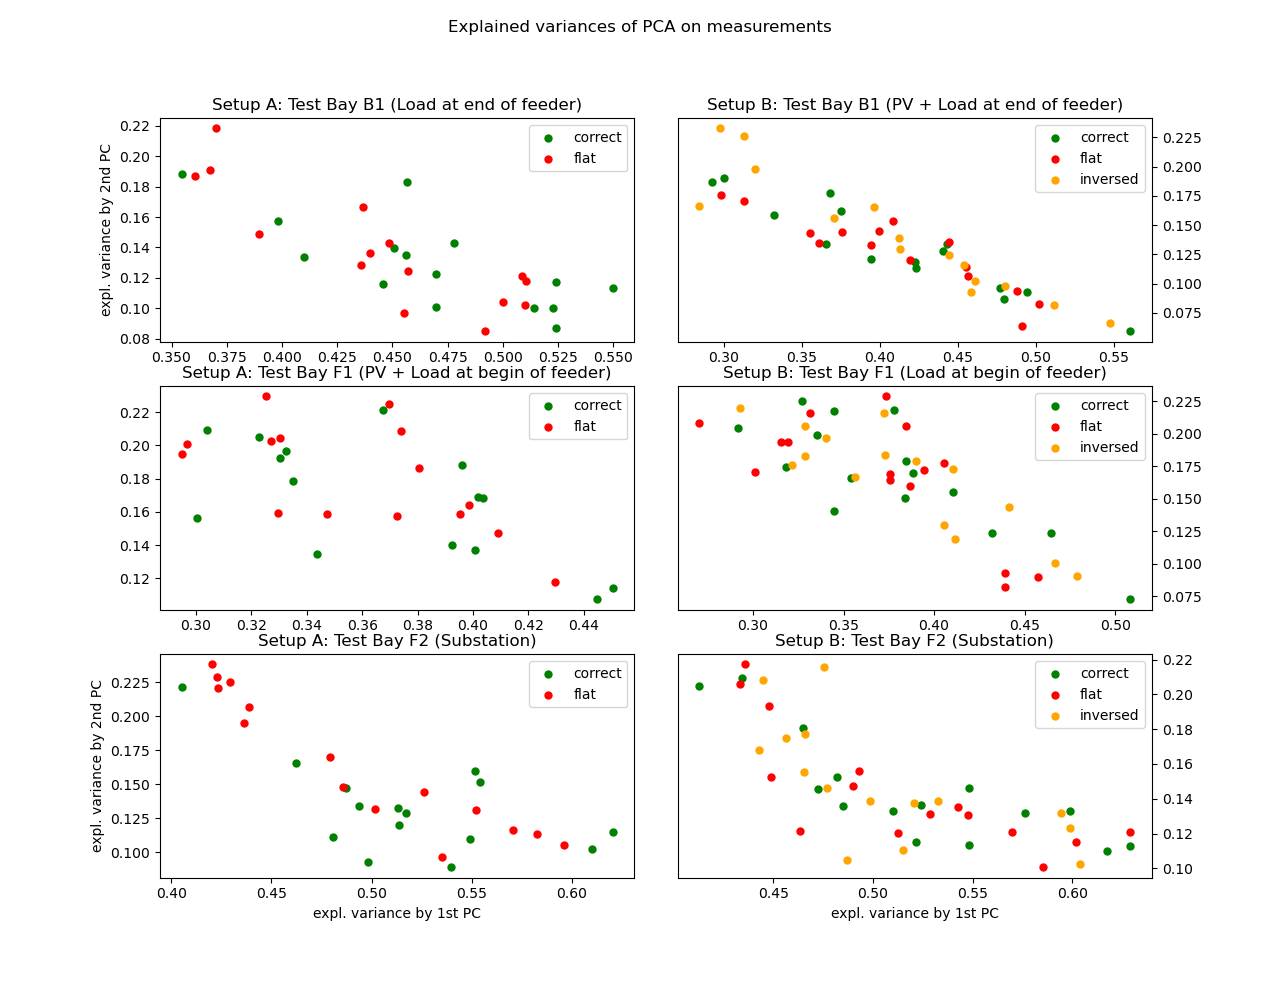 Explained variances of PCA on measurements
Setup A: Test Bay B1 (Load at end of feeder)
expl. variance by 2nd PC
0.22
0.20
0.18
0.16
0.14
0.12
0.10
0.08
0.350 0.375 0.400 0.425 0.450 0.475 0.500 0.525 0.550
correct
flat
Setup B: Test Bay B1 (PV + Load at end of feeder)
correct
flat
inversed
0.225
0.200
0.175
0.150
0.125
0.100
0.075
0.30 0.35 0.40 0.45 0.50 0.55
Setup A: Test Bay F1 (PV + Load at begin of feeder)
0.22
0.20
0.18
0.16
0.14
0.12
0.30 0.32 0.34 0.36 0.38 0.40 0.42 0.44
correct
flat
Setup B: Test Bay F1 (Load at begin of feeder)
correct
flat
inversed
0.225
0.200
0.175
0.150
0.125
0.100
0.075
0.30 0.35 0.40 0.45 0.50
Setup A: Test Bay F2 (Substation)
expl. variance by 2nd PC
0.225
0.200
0.175
0.150
0.125
0.100
0.40 0.45 0.50 0.55 0.60
expl. variance by 1st PC
correct
flat
Setup B: Test Bay F2 (Substation)
correct
flat
inversed
0.22
0.20
0.18
0.16
0.14
0.12
0.10
0.45 0.50 0.55 0.60
expl. variance by 1st PC